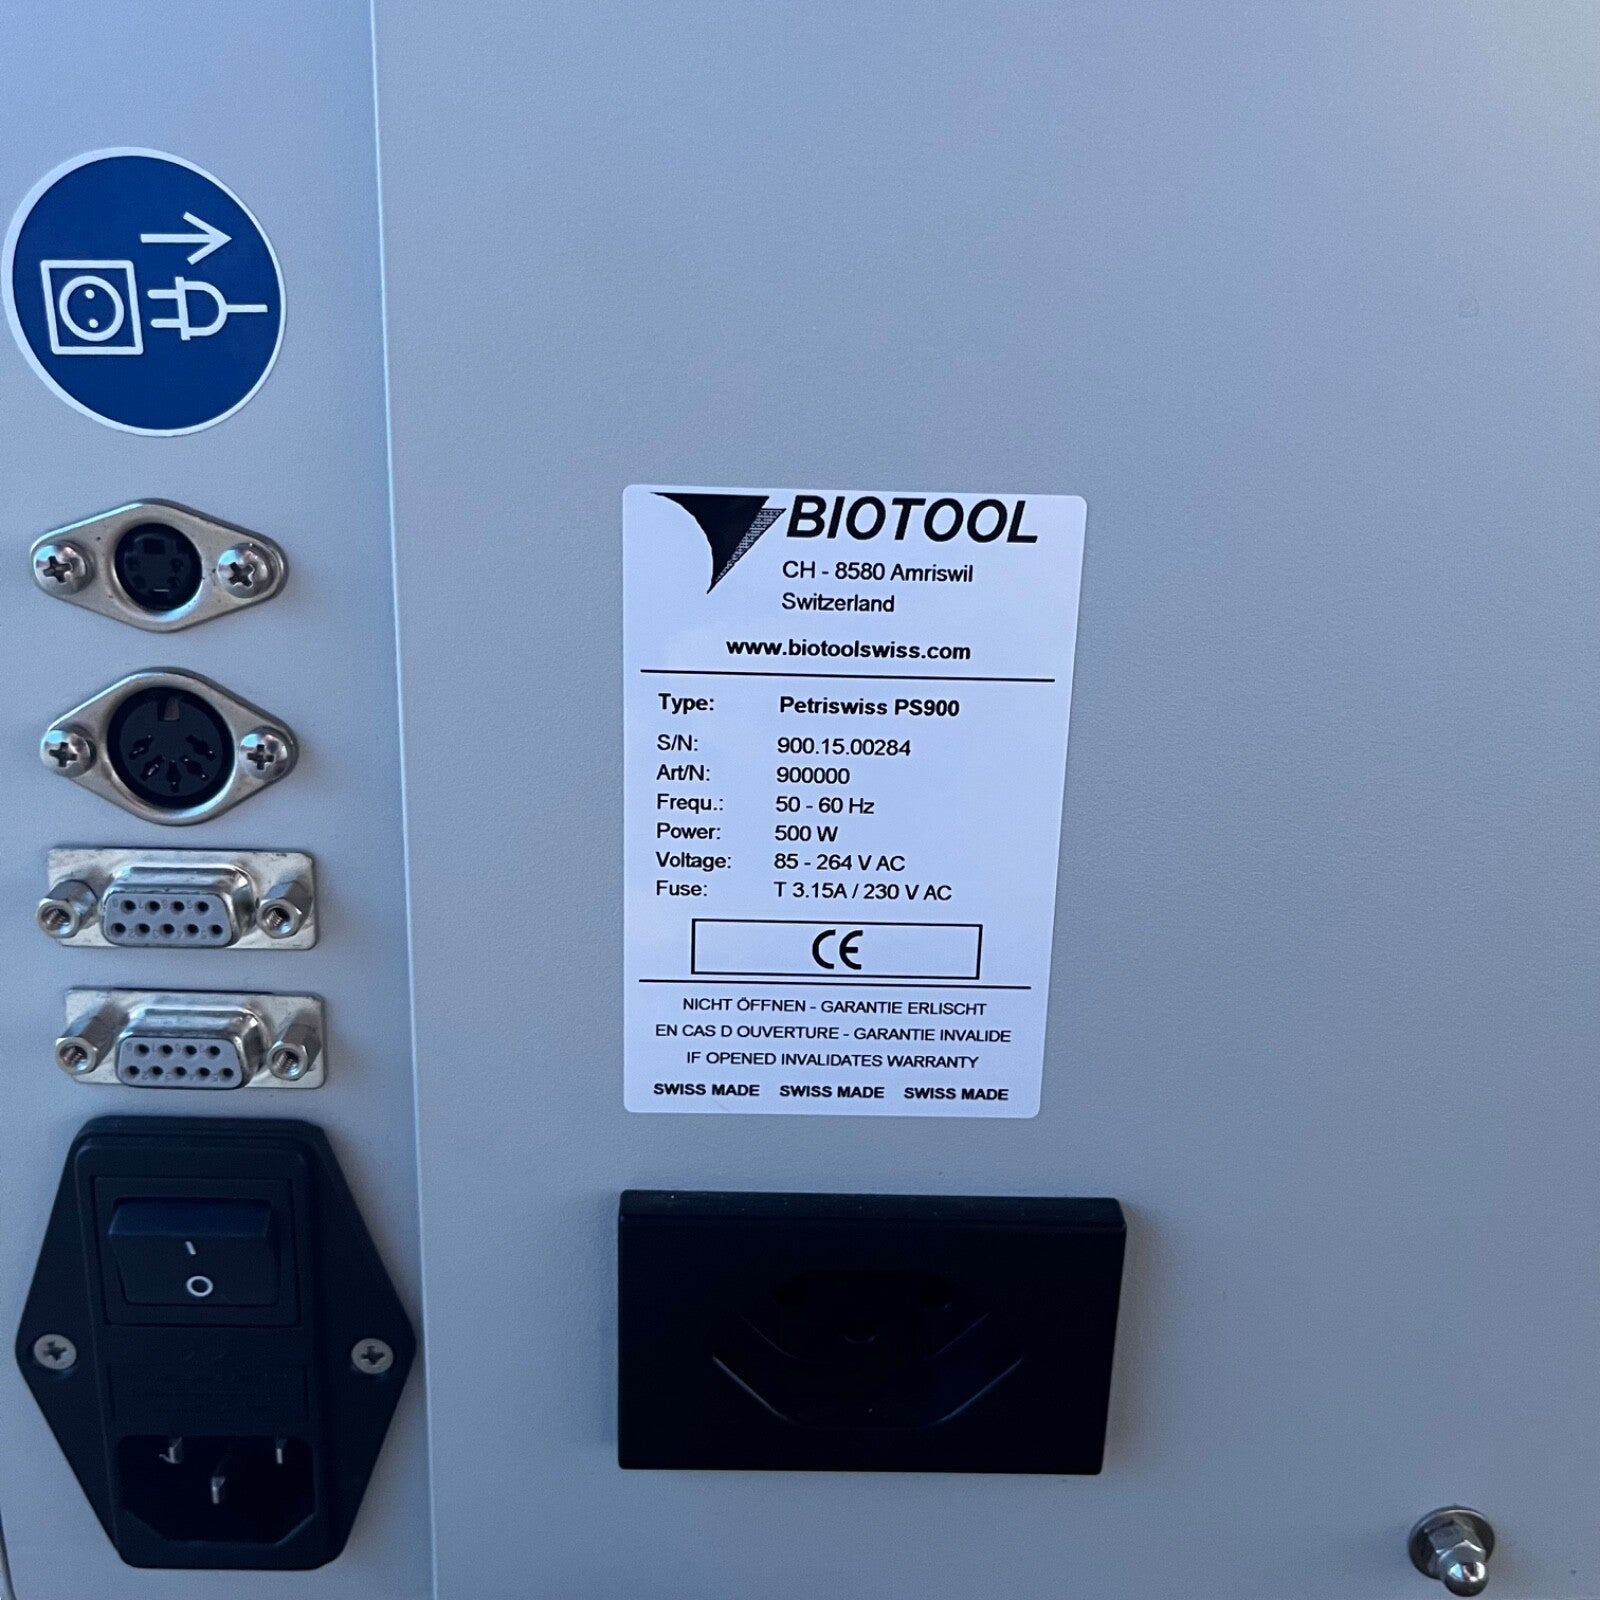 BIOTOOL
CH - 8580 Amriswil
Switzerland
www.biotoolswiss.com
Type: Petriswiss PS900
S/N: 900.15.00284
Art/N: 900000
Frequ.: 50 - 60 Hz
Power: 500 W
Voltage: 85 - 264 V AC
Fuse: T 3.15A / 230 V AC
CE
NICHT ÖFFNEN - GARANTIE ERLISCHT
EN CAS D OUVERTURE - GARANTIE INVALIDE
IF OPENED INVALIDATES WARRANTY
SWISS MADE SWISS MADE SWISS MADE